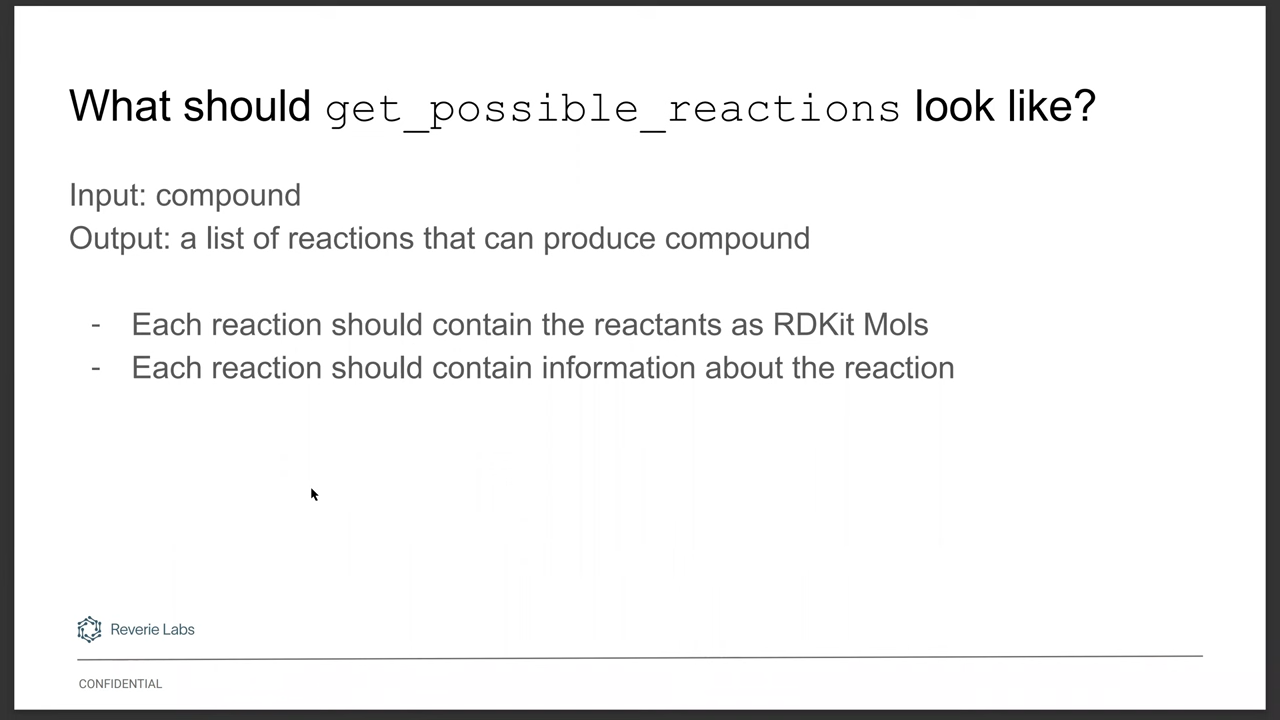 What should get_possible_reactions look like?
Input: compound
Output: a list of reactions that can produce compound
- Each reaction should contain the reactants as RDKit Mols
- Each reaction should contain information about the reaction
Reverie Labs
CONFIDENTIAL